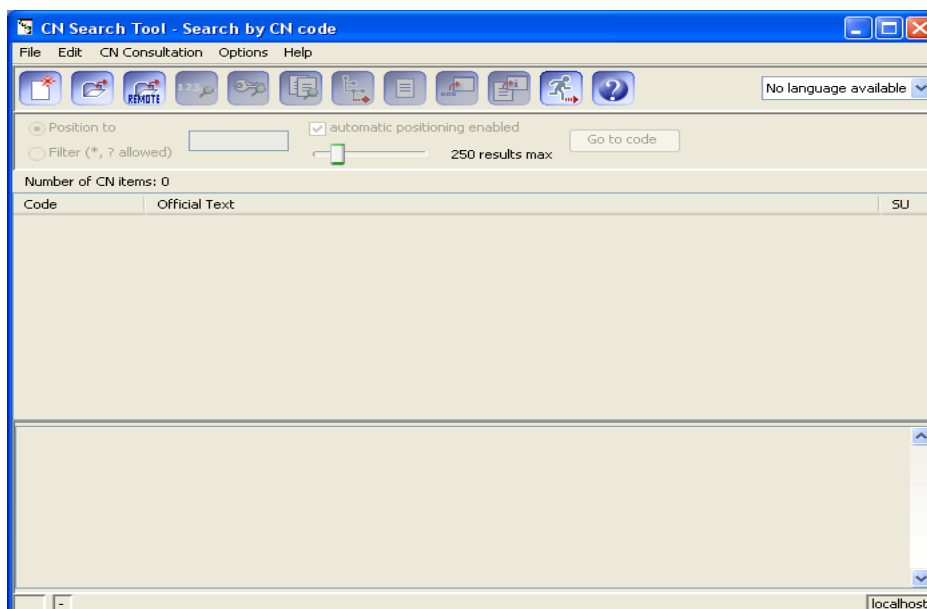 CN Search Tool - Search by CN code
File Edit CN Consultation Options Help
REMOTE 123 No language available
Position to automatic positioning enabled Go to code
Filter (*, ? allowed) 250 results max
Number of CN items: 0
Code Official Text SU
- localhost